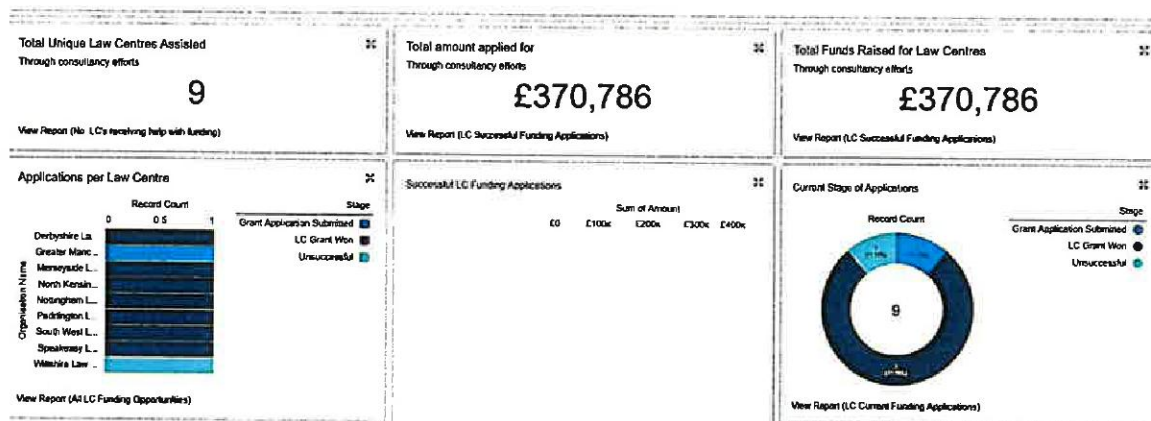 Total Unique Law Centres Assisted
Through consultancy efforts
9
View Report (No. LC's receiving help with funding)
Total amount applied for
Through consultancy efforts
£370,786
View Report (LC Successful Funding Applications)
Total Funds Raised for Law Centres
Through consultancy efforts
£370,786
View Report (LC Successful Funding Applications)
Applications per Law Centre
Record Count
0 0.5 1
Organisation Name
Derbyshire La
Greater Manc...
Merseyside L...
North Kensin...
Nottingham L...
Paddington L...
South West L...
Speakeasy L...
Wiltshire Law ...
Stage
Grant Application Submitted
LC Grant Won
Unsuccessful
View Report (All LC Funding Opportunities)
Successful LC Funding Applications
Sum of Amount
£0 £100k £200k £300k £400k
Current Stage of Applications
Record Count
9
Stage
Grant Application Submitted
LC Grant Won
Unsuccessful
View Report (LC Current Funding Applications)